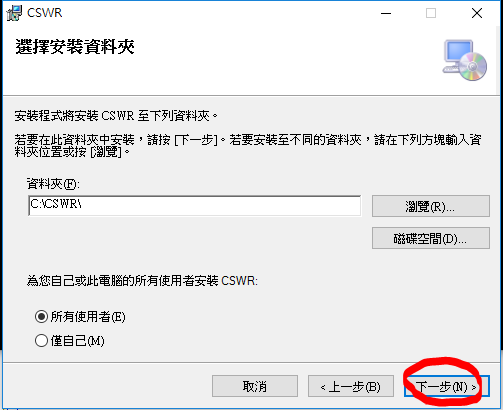 CSWR
選擇安裝資料夾
安裝程式將安裝 CSWR 至下列資料夾。
若要在此資料夾中安裝，請按 [下一步]。若要安裝至不同的資料夾，請在下列方塊輸入資
料夾位置或按 [瀏覽]。
資料夾(F):
C:\CSWR\
瀏覽(R)...
磁碟空間(D)...
為您自己或此電腦的所有使用者安裝 CSWR:
所有使用者(E)
僅自己(M)
取消
< 上一步(B)
下一步(N) >